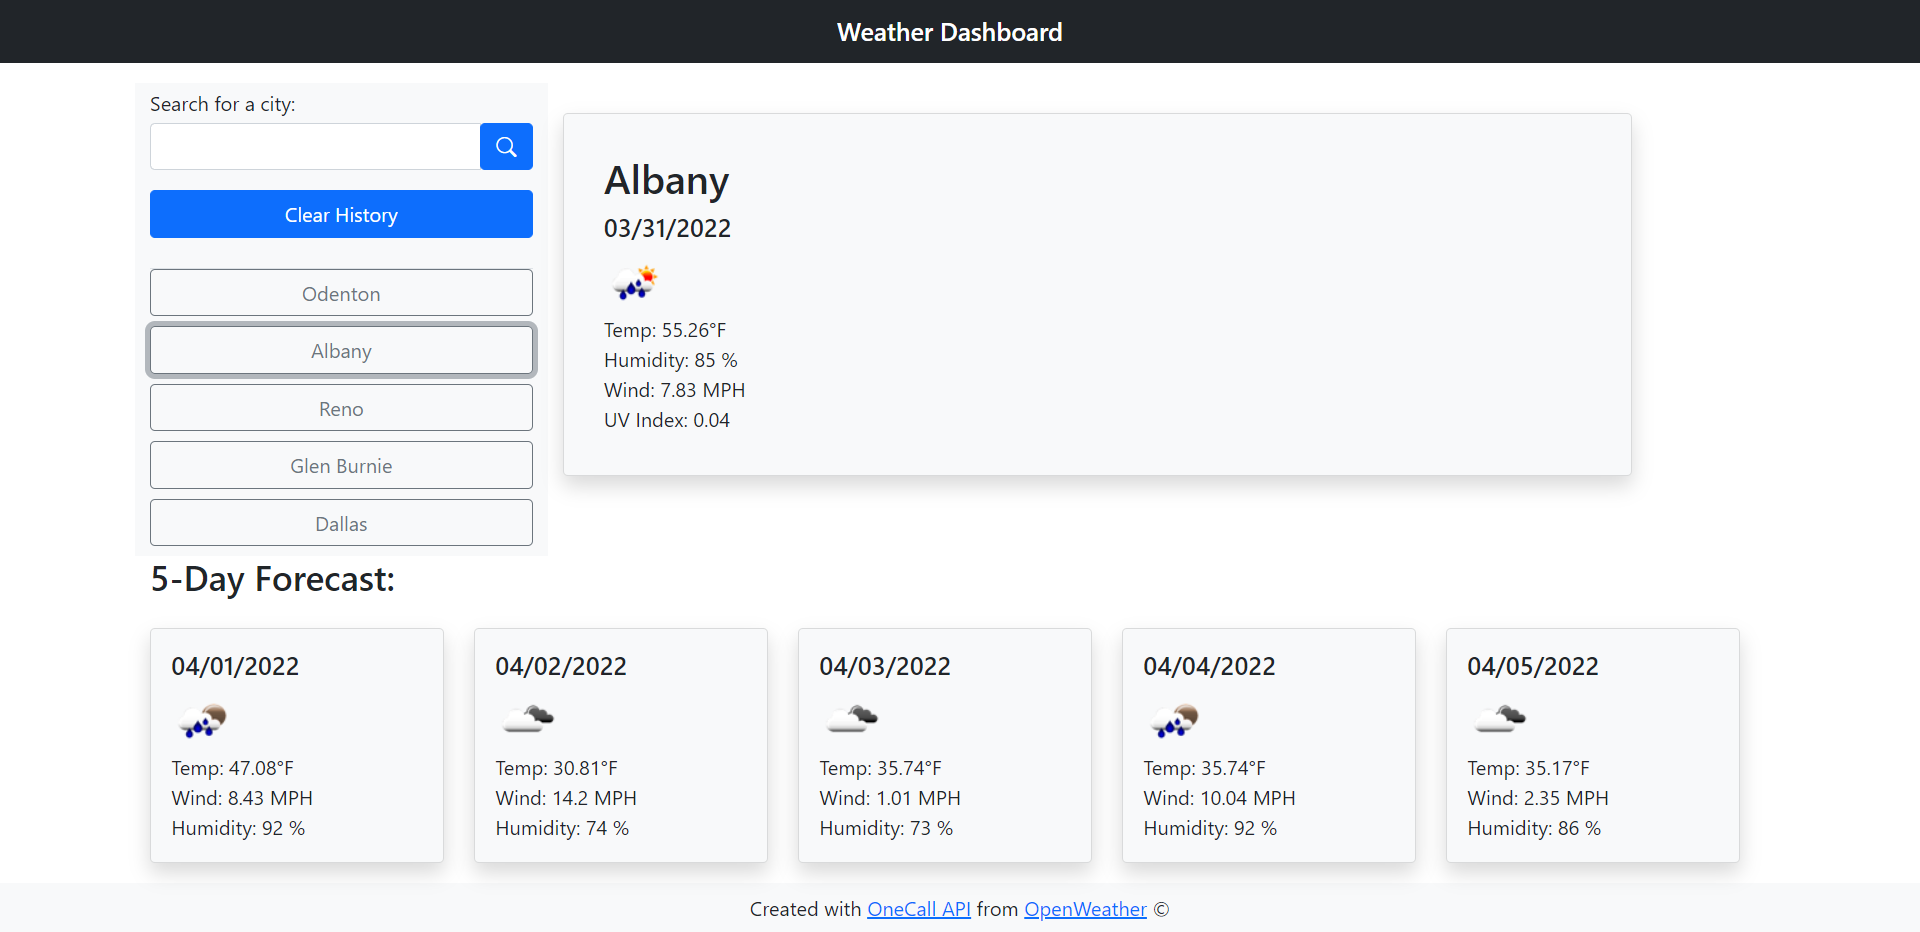 Weather Dashboard
Search for a city:
Clear History
Odenton
Albany
Reno
Glen Burnie
Dallas
Albany
03/31/2022
Temp: 55.26°F
Humidity: 85 %
Wind: 7.83 MPH
UV Index: 0.04
5-Day Forecast:
04/01/2022
Temp: 47.08°F
Wind: 8.43 MPH
Humidity: 92 %
04/02/2022
Temp: 30.81°F
Wind: 14.2 MPH
Humidity: 74 %
04/03/2022
Temp: 35.74°F
Wind: 1.01 MPH
Humidity: 73 %
04/04/2022
Temp: 35.74°F
Wind: 10.04 MPH
Humidity: 92 %
04/05/2022
Temp: 35.17°F
Wind: 2.35 MPH
Humidity: 86 %
Created with OneCall API from OpenWeather ©